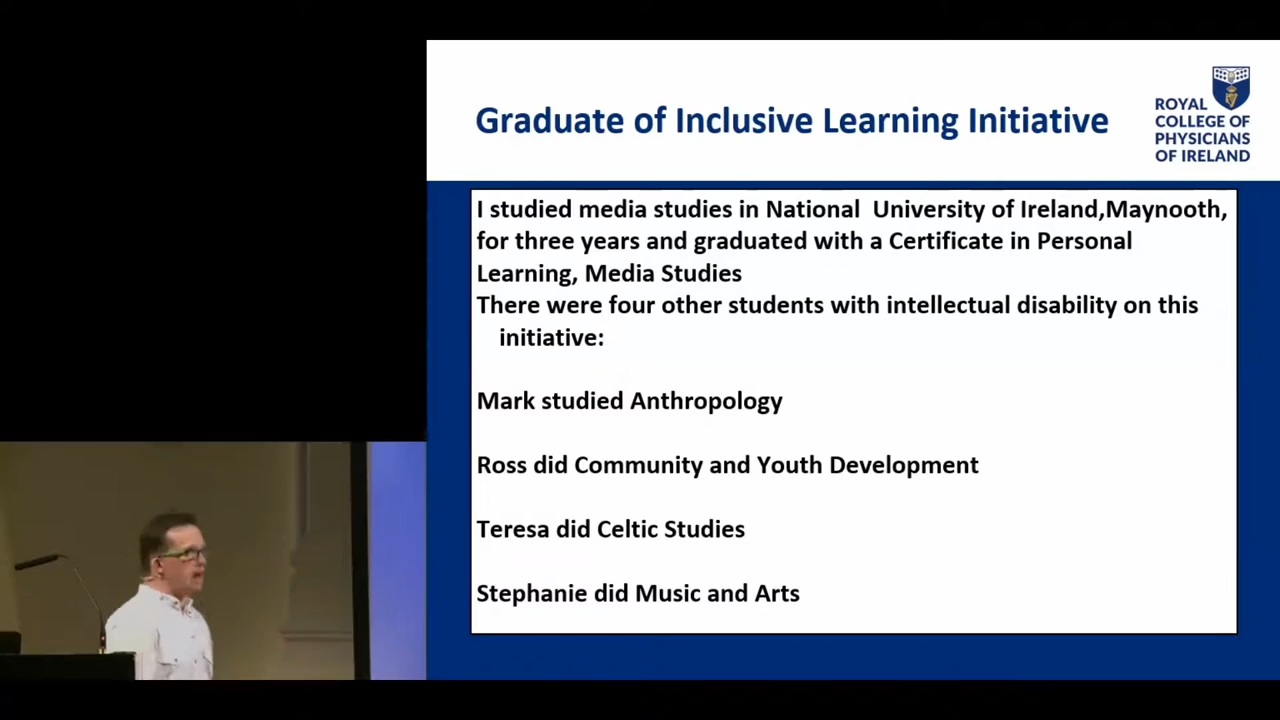 Graduate of Inclusive Learning Initiative
ROYAL
COLLEGE OF
PHYSICIANS
OF IRELAND
I studied media studies in National  University of Ireland,Maynooth,
for three years and graduated with a Certificate in Personal
Learning, Media Studies
There were four other students with intellectual disability on this
initiative:
Mark studied Anthropology
Ross did Community and Youth Development
Teresa did Celtic Studies
Stephanie did Music and Arts